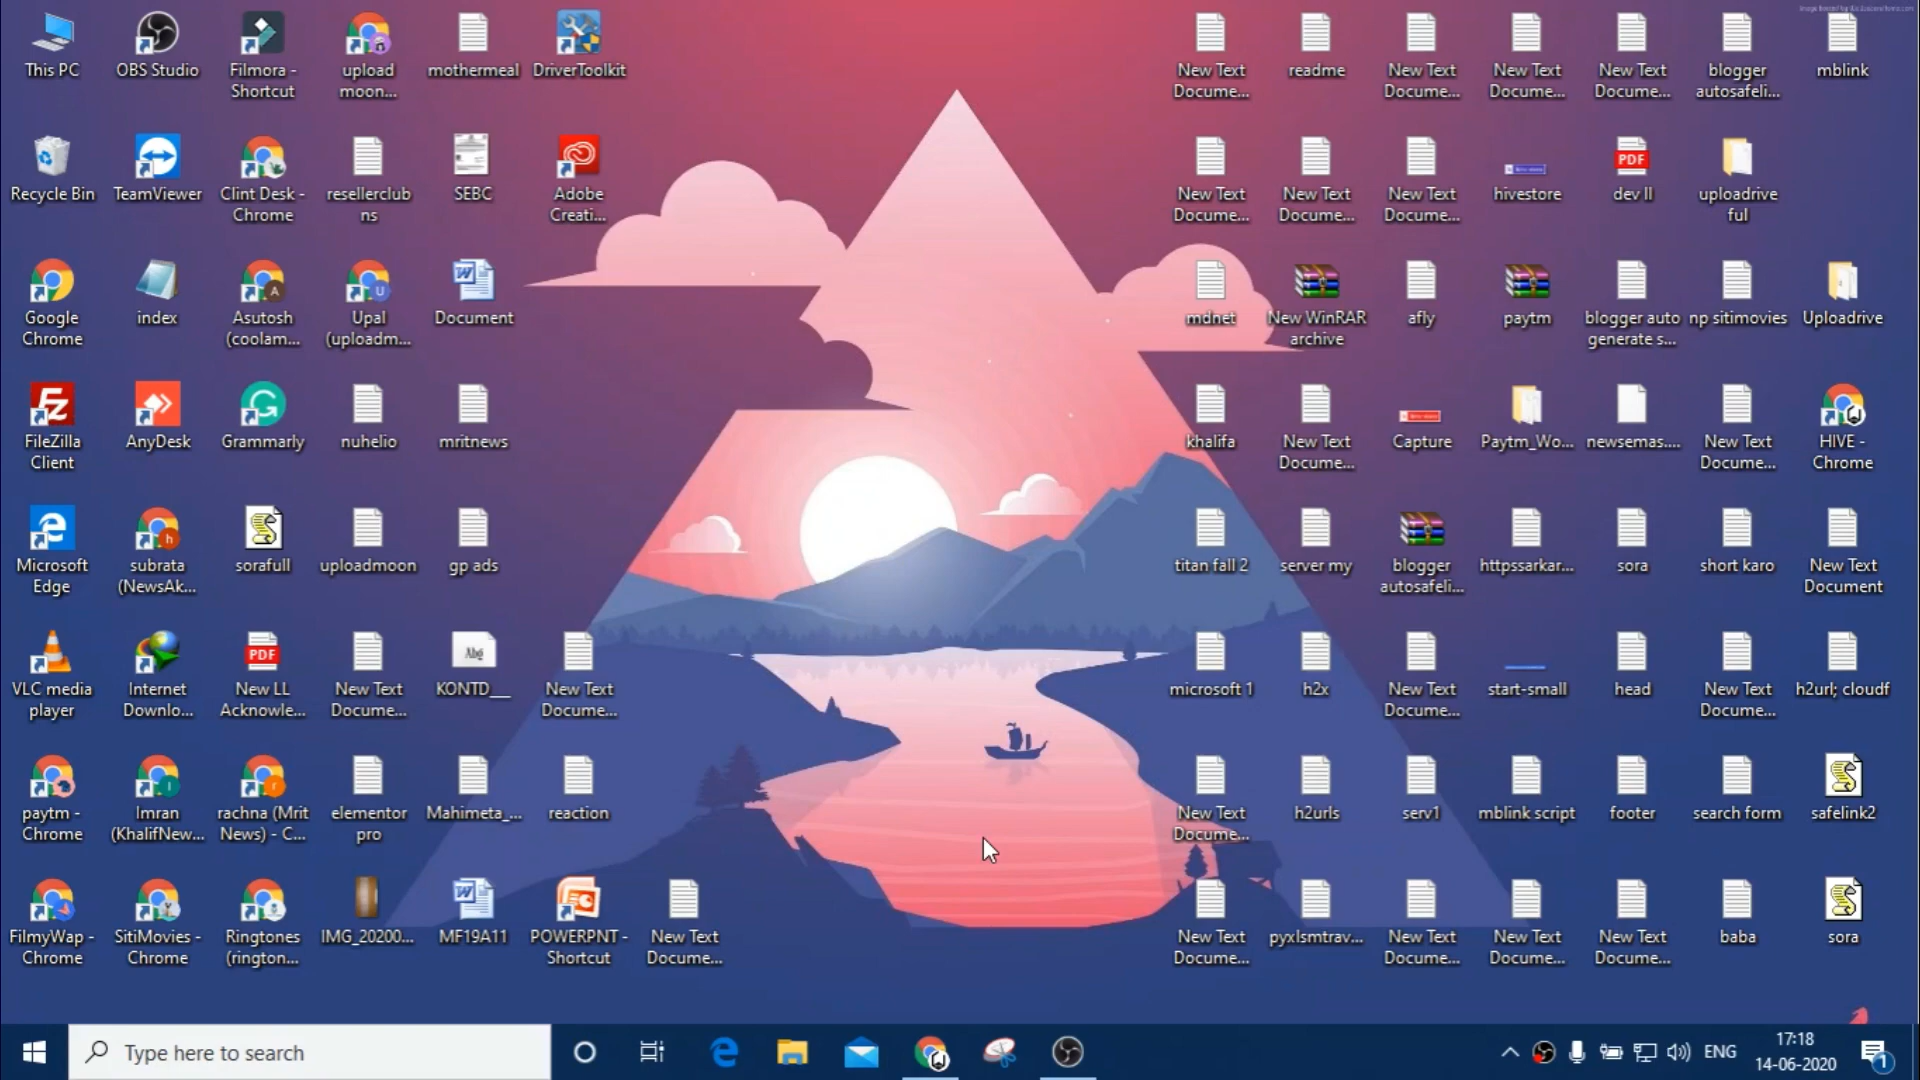 This PC
OBS Studio
Filmora -
Shortcut
upload
moon...
mothermeal
DriverToolkit
New Text
Docume...
readme
New Text
Docume...
New Text
Docume...
New Text
Docume...
blogger
autosafeli...
mblink
Recycle Bin
TeamViewer
Clint Desk -
Chrome
resellerclub
ns
SEBC
Adobe
Creati...
New Text
Docume...
New Text
Docume...
New Text
Docume...
hivestore
PDF
dev ll
uploadrive
ful
Google
Chrome
index
A
Asutosh
(coolam...
U
Upal
(uploadm...
W
Document
mdnet
New WinRAR
archive
afly
paytm
blogger auto
generate s...
np sitimovies
Uploadrive
Fz
FileZilla
Client
AnyDesk
Grammarly
nuhelio
mritnews
khalifa
New Text
Docume...
Capture
Paytm_Wo...
newsemas....
New Text
Docume...
HIVE -
Chrome
Microsoft
Edge
h
subrata
(NewsAk...
sorafull
uploadmoon
gp ads
titan fall 2
server my
blogger
autosafeli...
httpssarkar...
sora
short karo
New Text
Document
VLC media
player
Internet
Downlo...
PDF
New LL
Acknowle...
New Text
Docume...
Abg
KONTD___
New Text
Docume...
microsoft 1
h2x
New Text
Docume...
start-small
head
New Text
Docume...
h2url; cloudf
paytm -
Chrome
Imran
(KhalifNew...
r
rachna (Mrit
News) - C...
elementor
pro
Mahimeta_...
reaction
New Text
Docume...
h2urls
serv1
mblink script
footer
search form
safelink2
FilmyWap -
Chrome
SitiMovies -
Chrome
Ringtones
(rington...
IMG_20200...
W
MF19A11
POWERPNT -
Shortcut
New Text
Docume...
New Text
Docume...
pyxlsmtrav...
New Text
Docume...
New Text
Docume...
New Text
Docume...
baba
sora
Type here to search
ENG
17:18
14-06-2020
1